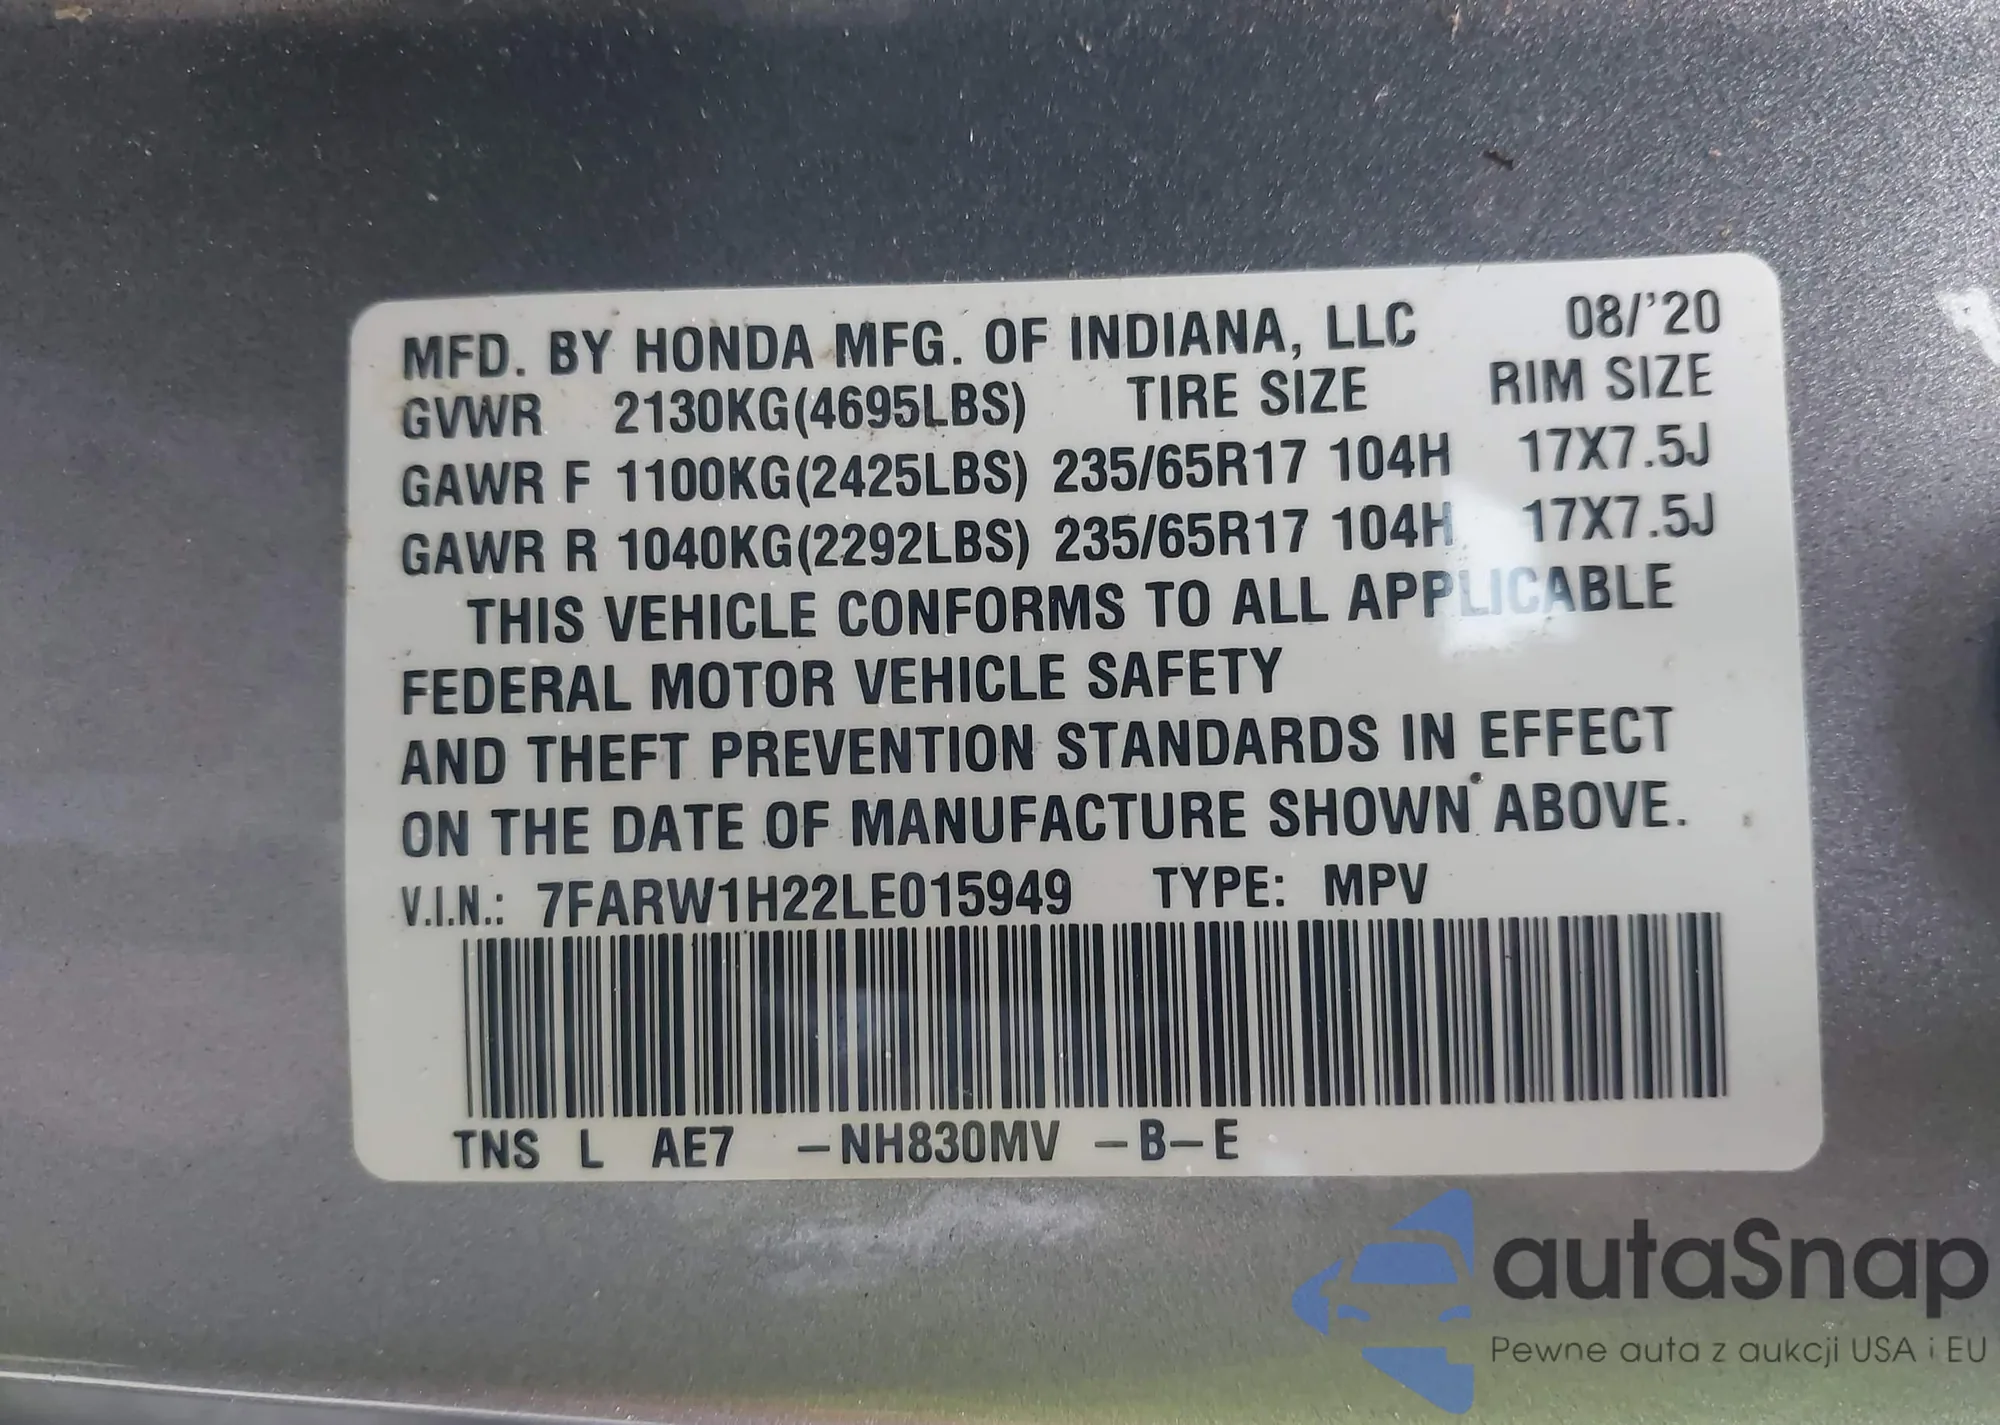 MFD. BY HONDA MFG. OF INDIANA, LLC 08/'20
GVWR 2130KG(4695LBS) TIRE SIZE RIM SIZE
GAWR F 1100KG(2425LBS) 235/65R17 104H 17X7.5J
GAWR R 1040KG(2292LBS) 235/65R17 104H 17X7.5J
THIS VEHICLE CONFORMS TO ALL APPLICABLE
FEDERAL MOTOR VEHICLE SAFETY
AND THEFT PREVENTION STANDARDS IN EFFECT
ON THE DATE OF MANUFACTURE SHOWN ABOVE.
V.I.N.: 7FARW1H22LE015949 TYPE: MPV
TNS L AE7 –NH830MV –B–E
autaSnap
Pewne auta z aukcji USA i EU